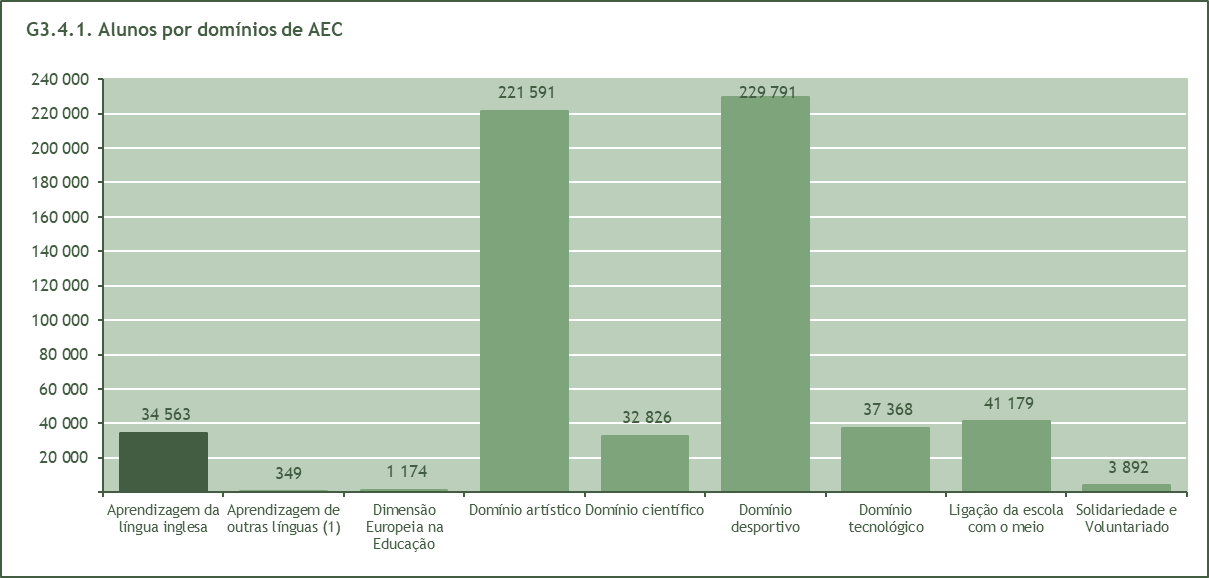 G3.4.1. Alunos por domínios de AEC
240 000
220 000
200 000
180 000
160 000
140 000
120 000
100 000
80 000
60 000
40 000
20 000
34 563
349
1 174
221 591
32 826
229 791
37 368
41 179
3 892
Aprendizagem da
língua inglesa
Aprendizagem de
outras línguas (1)
Dimensão
Europeia na
Educação
Domínio artístico
Domínio científico
Domínio
desportivo
Domínio
tecnológico
Ligação da escola
com o meio
Solidariedade e
Voluntariado